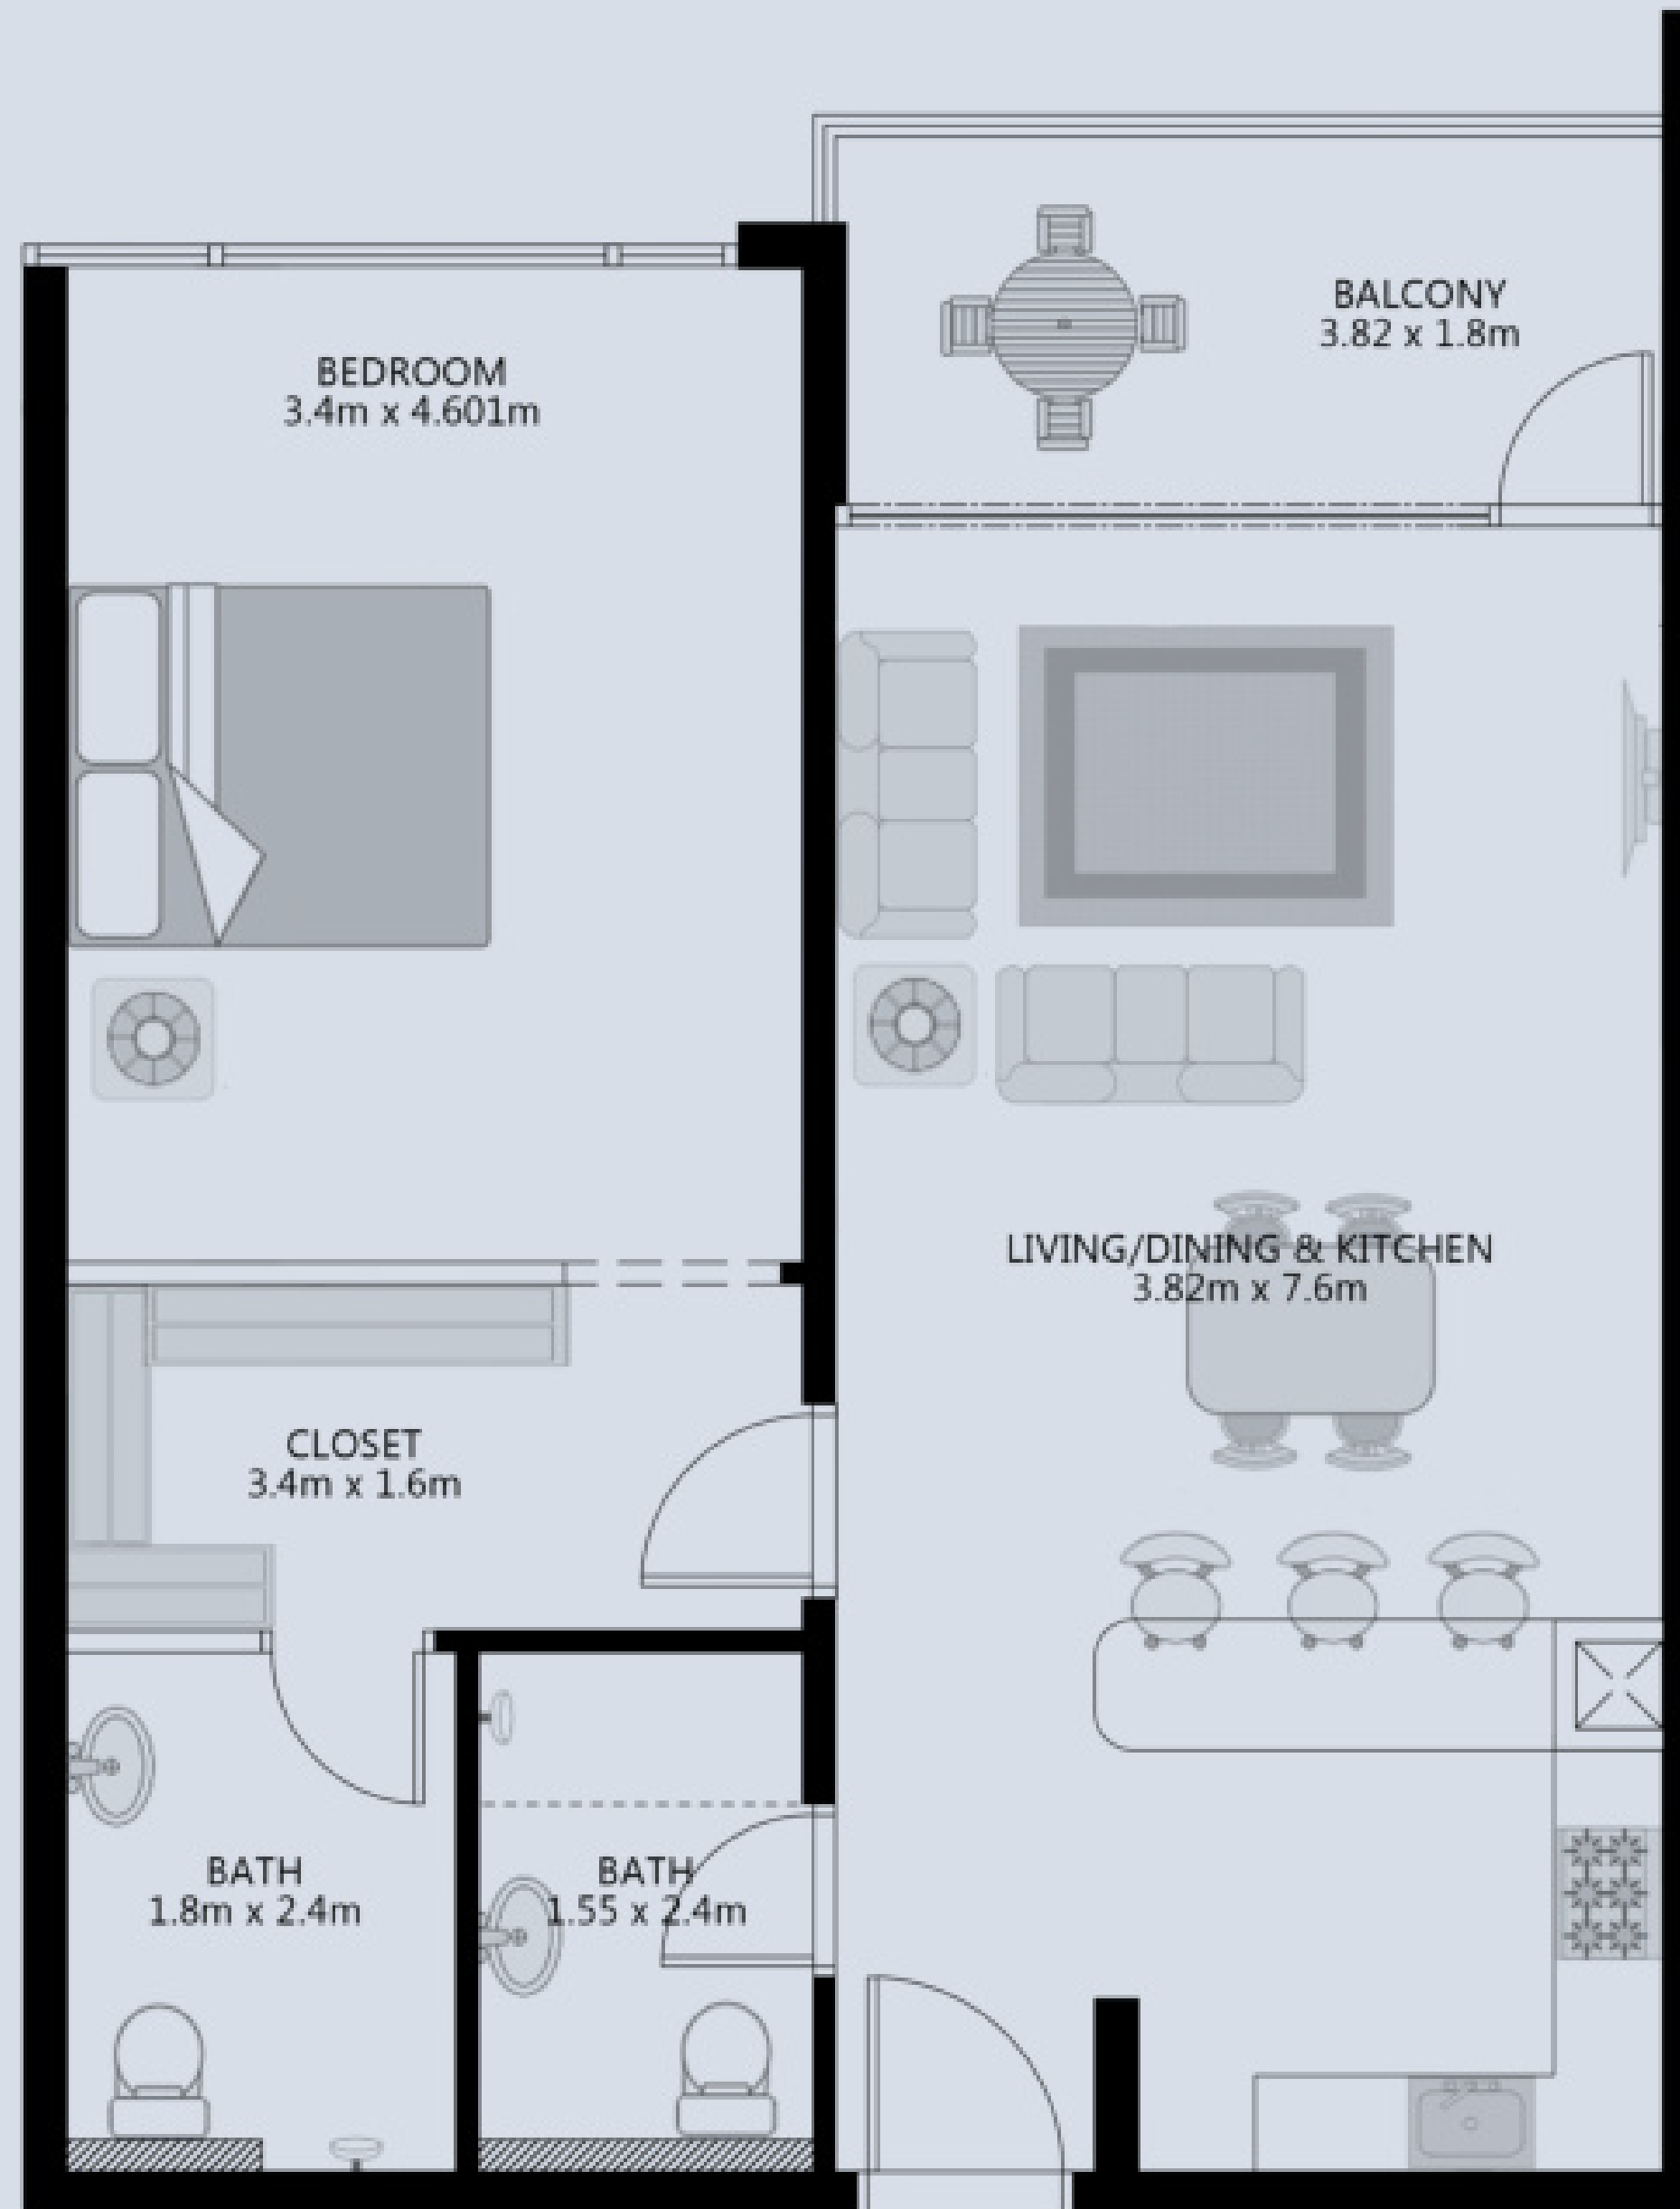 BALCONY
3.82 x 1.8m
BEDROOM
3.4m x 4.601m
LIVING/DINING & KITCHEN
3.82m x 7.6m
CLOSET
3.4m x 1.6m
BATH
1.8m x 2.4m
BATH
1.55 x 2.4m